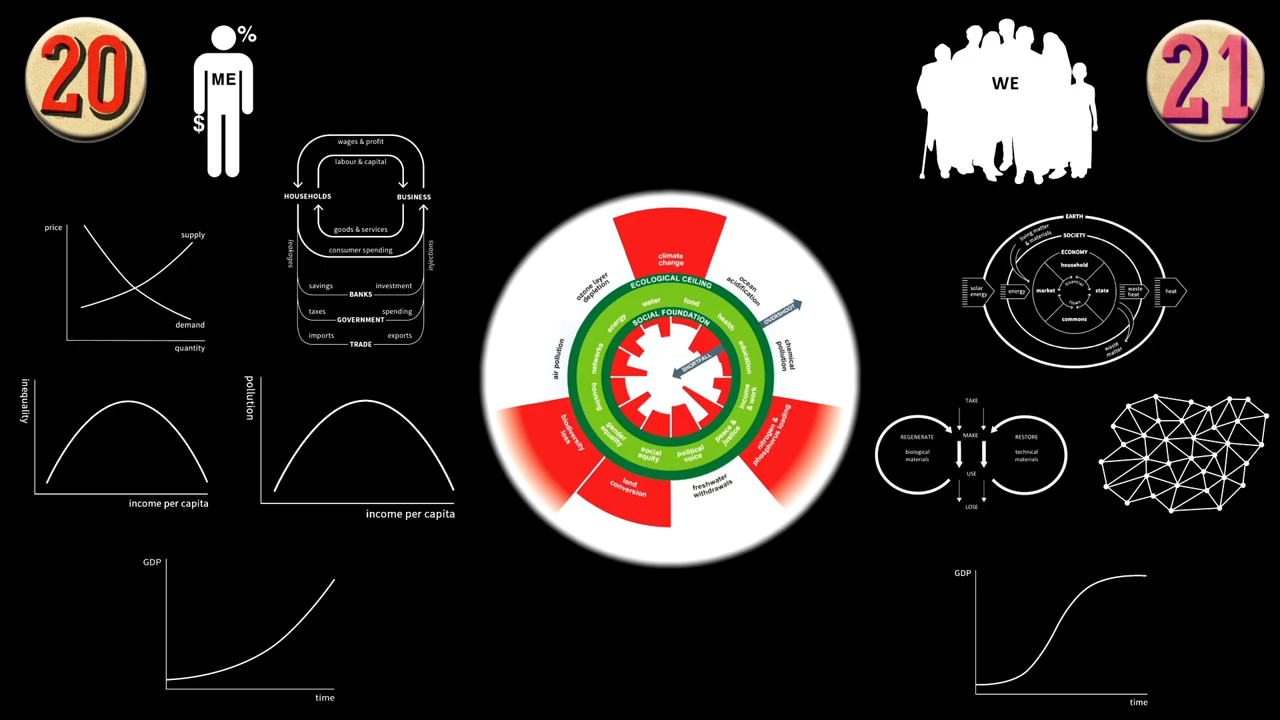 20
%
ME
$
WE
21
wages & profit
labour & capital
HOUSEHOLDS
BUSINESS
goods & services
consumer spending
leakages
injections
savings
investment
BANKS
taxes
spending
GOVERNMENT
imports
exports
TRADE
price
supply
demand
quantity
inequality
income per capita
pollution
income per capita
GDP
time
climate
change
ozone layer
depletion
ocean
acidification
air pollution
chemical
pollution
biodiversity
loss
nitrogen &
phosphorus loading
land
conversion
freshwater
withdrawals
ECOLOGICAL CEILING
water
food
energy
health
networks
education
housing
income
& work
gender
equality
peace &
justice
social
equity
political
voice
SOCIAL FOUNDATION
OVERSHOOT
SHORTFALL
EARTH
living matter
& materials
SOCIETY
ECONOMY
household
financial
flows
market
state
commons
solar
energy
energy
waste
heat
heat
waste
matter
TAKE
REGENERATE
MAKE
RESTORE
biological
materials
technical
materials
USE
LOSE
GDP
time